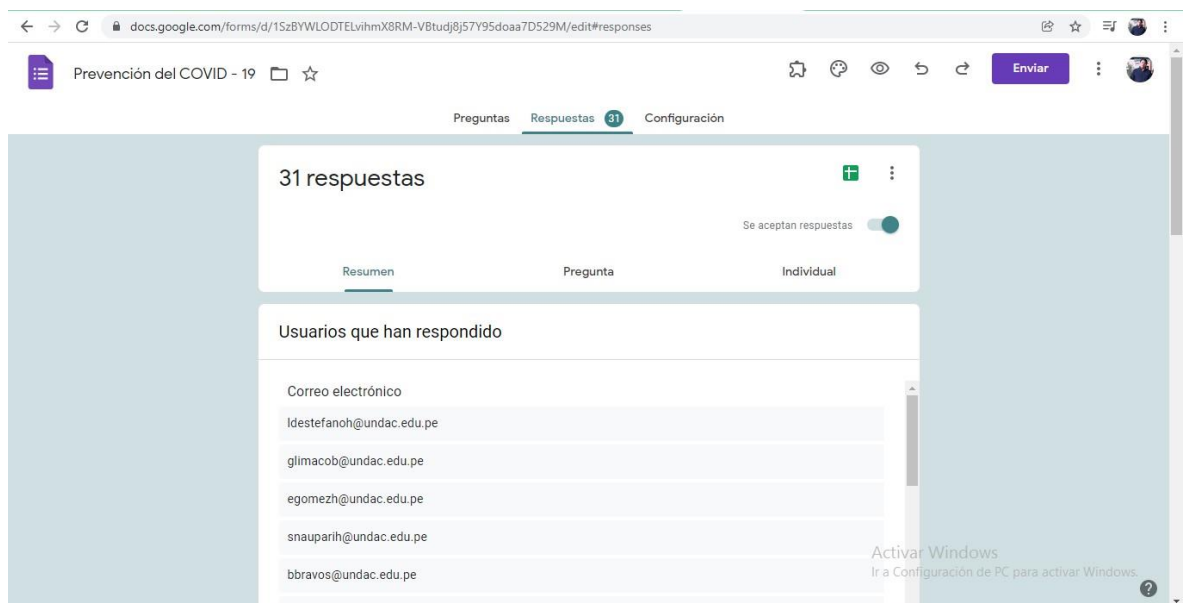 docs.google.com/forms/d/1SzBYWLODTELvihmX8RM-VBtudj8j57Y95doaa7D529M/edit#responses
Prevención del COVID - 19
Enviar
Preguntas Respuestas 31 Configuración
31 respuestas
Se aceptan respuestas
Resumen Pregunta Individual
Usuarios que han respondido
Correo electrónico
ldestefanoh@undac.edu.pe
glimacob@undac.edu.pe
egomezh@undac.edu.pe
snauparih@undac.edu.pe
bbravos@undac.edu.pe
Activar Windows
Ir a Configuración de PC para activar Windows.